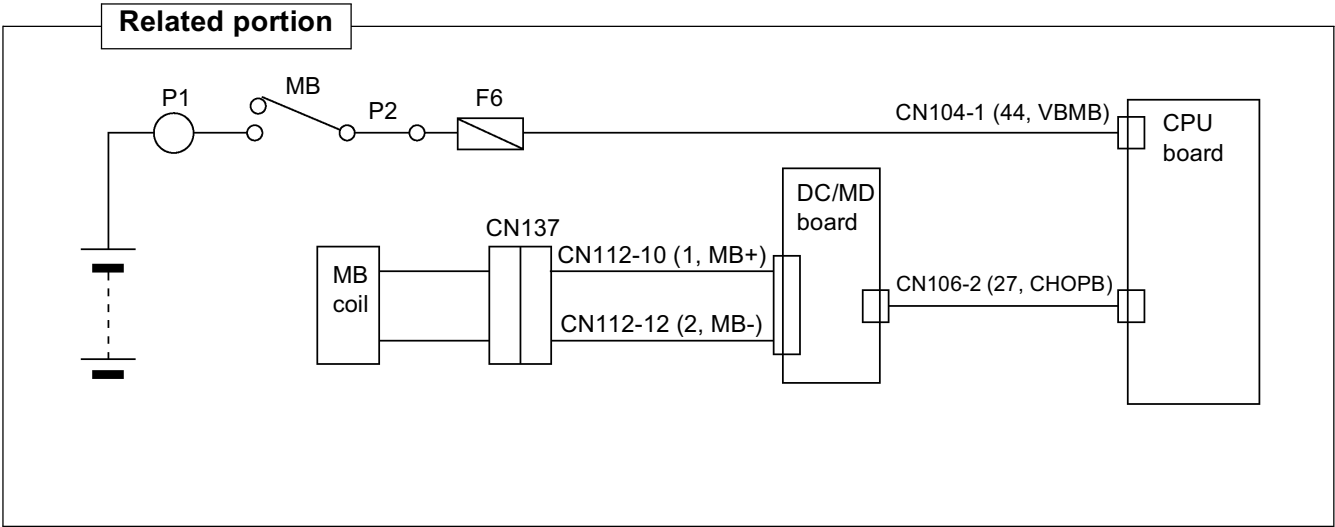 Related portion
P1
MB
P2
F6
CN104-1 (44, VBMB)
CPU
board
DC/MD
board
CN137
MB
coil
CN112-10 (1, MB+)
CN112-12 (2, MB-)
CN106-2 (27, CHOPB)